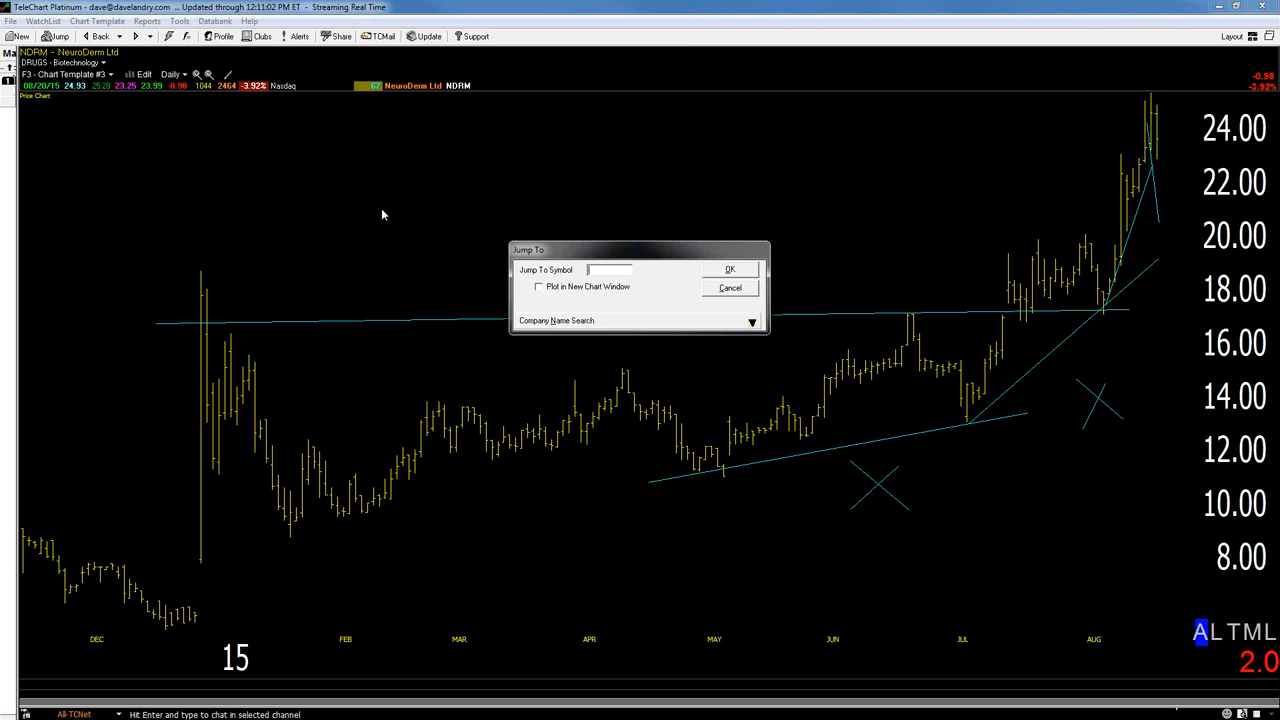 TeleChart Platinum - dave@davelandry.com - Updated through 12:11:02 PM ET - Streaming Real Time
File WatchList Chart Template Reports Tools Databank Help
New Jump Back Profile Clubs Alerts Share TCMail Update Support Layout
NDRM - NeuroDerm Ltd
DRUGS - Biotechnology
F3 - Chart Template #3 Edit Daily
-0.98
08/20/15 24.93 25.28 23.25 23.99 -0.98 1044 2464 -3.92% Nasdaq 67 NeuroDerm Ltd NDRM
-3.92%
Price Chart
24.00
22.00
20.00
Jump To
Jump To Symbol
OK
Plot in New Chart Window
Cancel
18.00
Company Name Search
16.00
14.00
12.00
10.00
8.00
ALTML
DEC 15 FEB MAR APR MAY JUN JUL AUG
2.0
All-TCNet Hit Enter and type to chat in selected channel